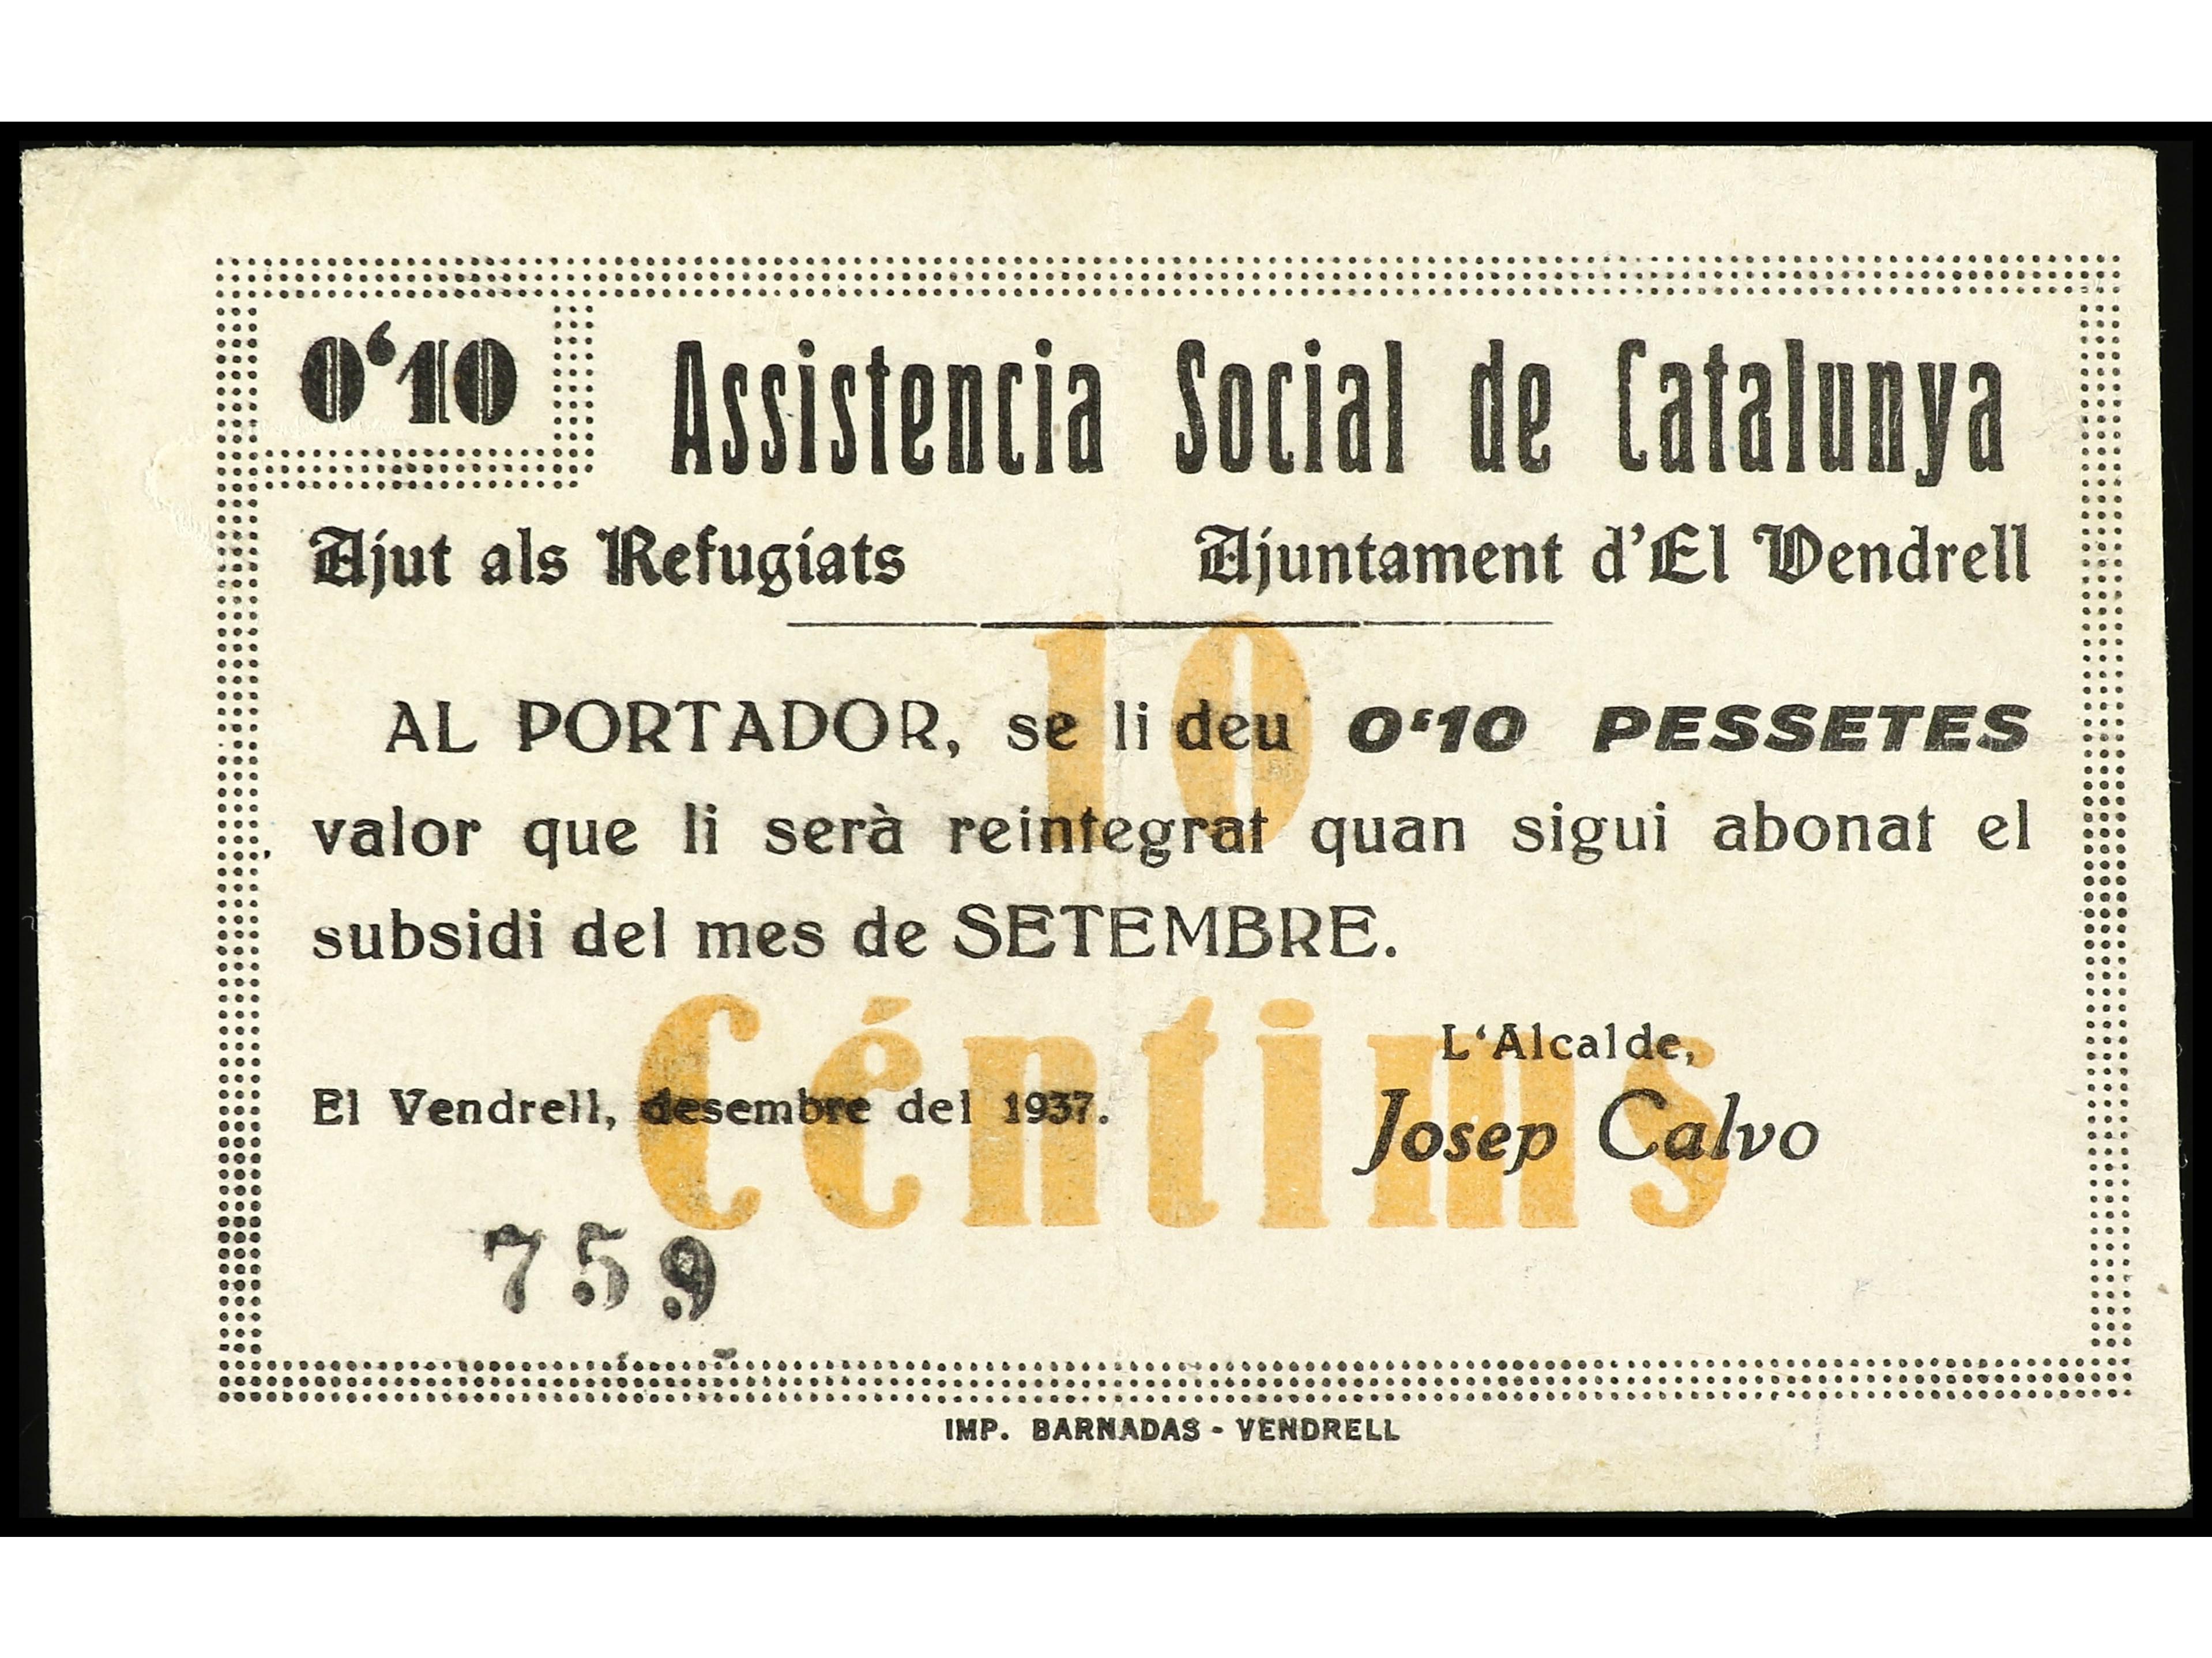 0‘10
Assistencia Social de Catalunya
Ajut als Refugiats Ajuntament d’El Vendrell
10
AL PORTADOR, se li deu 0‘10 PESSETES
valor que li serà reintegrat quan sigui abonat el
subsidi del mes de SETEMBRE.
Céntims
L‘Alcalde,
El Vendrell, desembre del 1937.
Josep Calvo
759
IMP. BARNADAS - VENDRELL